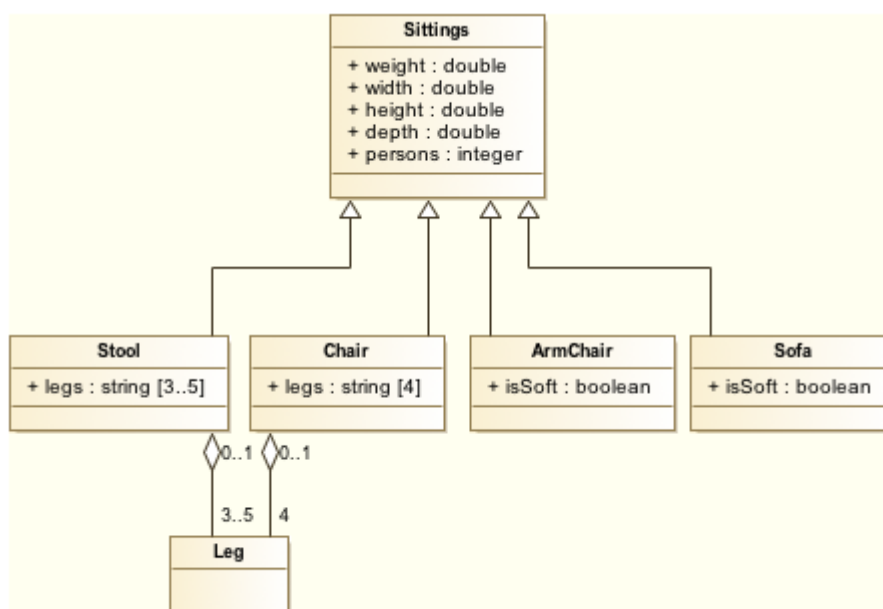 Sittings
+ weight : double
+ width : double
+ height : double
+ depth : double
+ persons : integer
Stool
+ legs : string [3..5]
Chair
+ legs : string [4]
ArmChair
+ isSoft : boolean
Sofa
+ isSoft : boolean
0..1
0..1
3..5
4
Leg